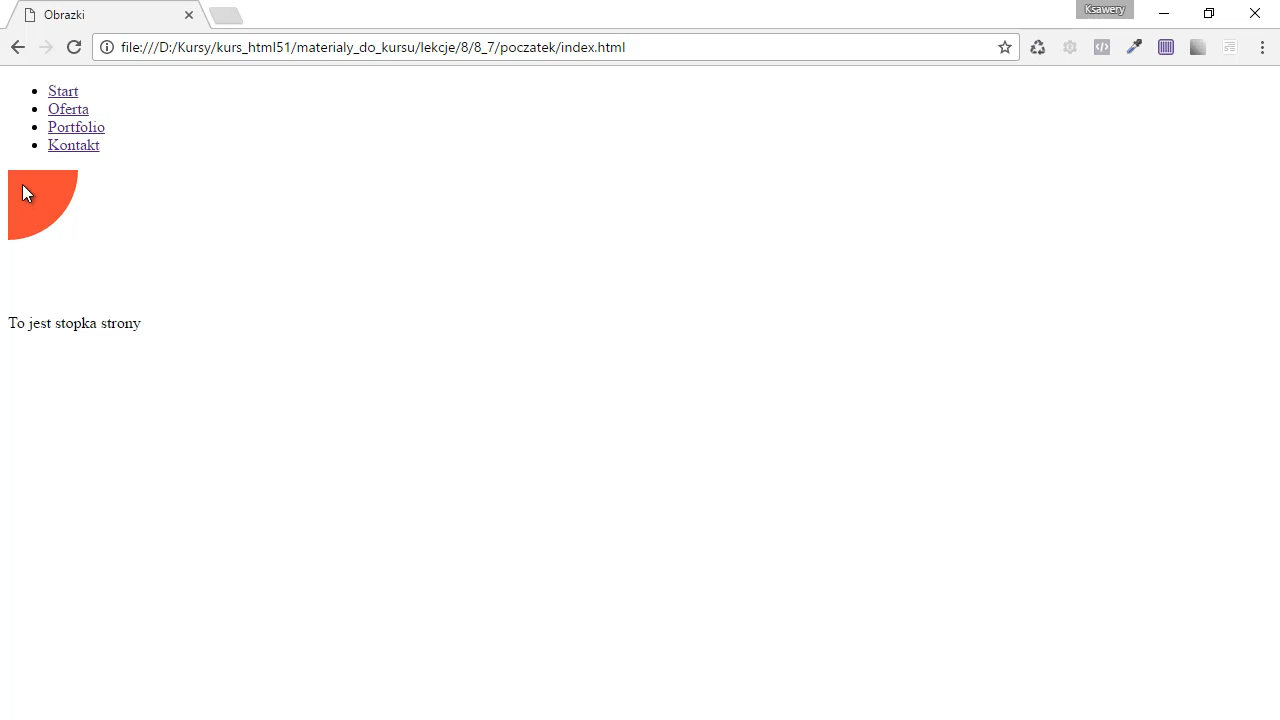 Obrazki
Ksawery
file:///D:/Kursy/kurs_html51/materialy_do_kursu/lekcje/8/8_7/poczatek/index.html
Start
Oferta
Portfolio
Kontakt
To jest stopka strony